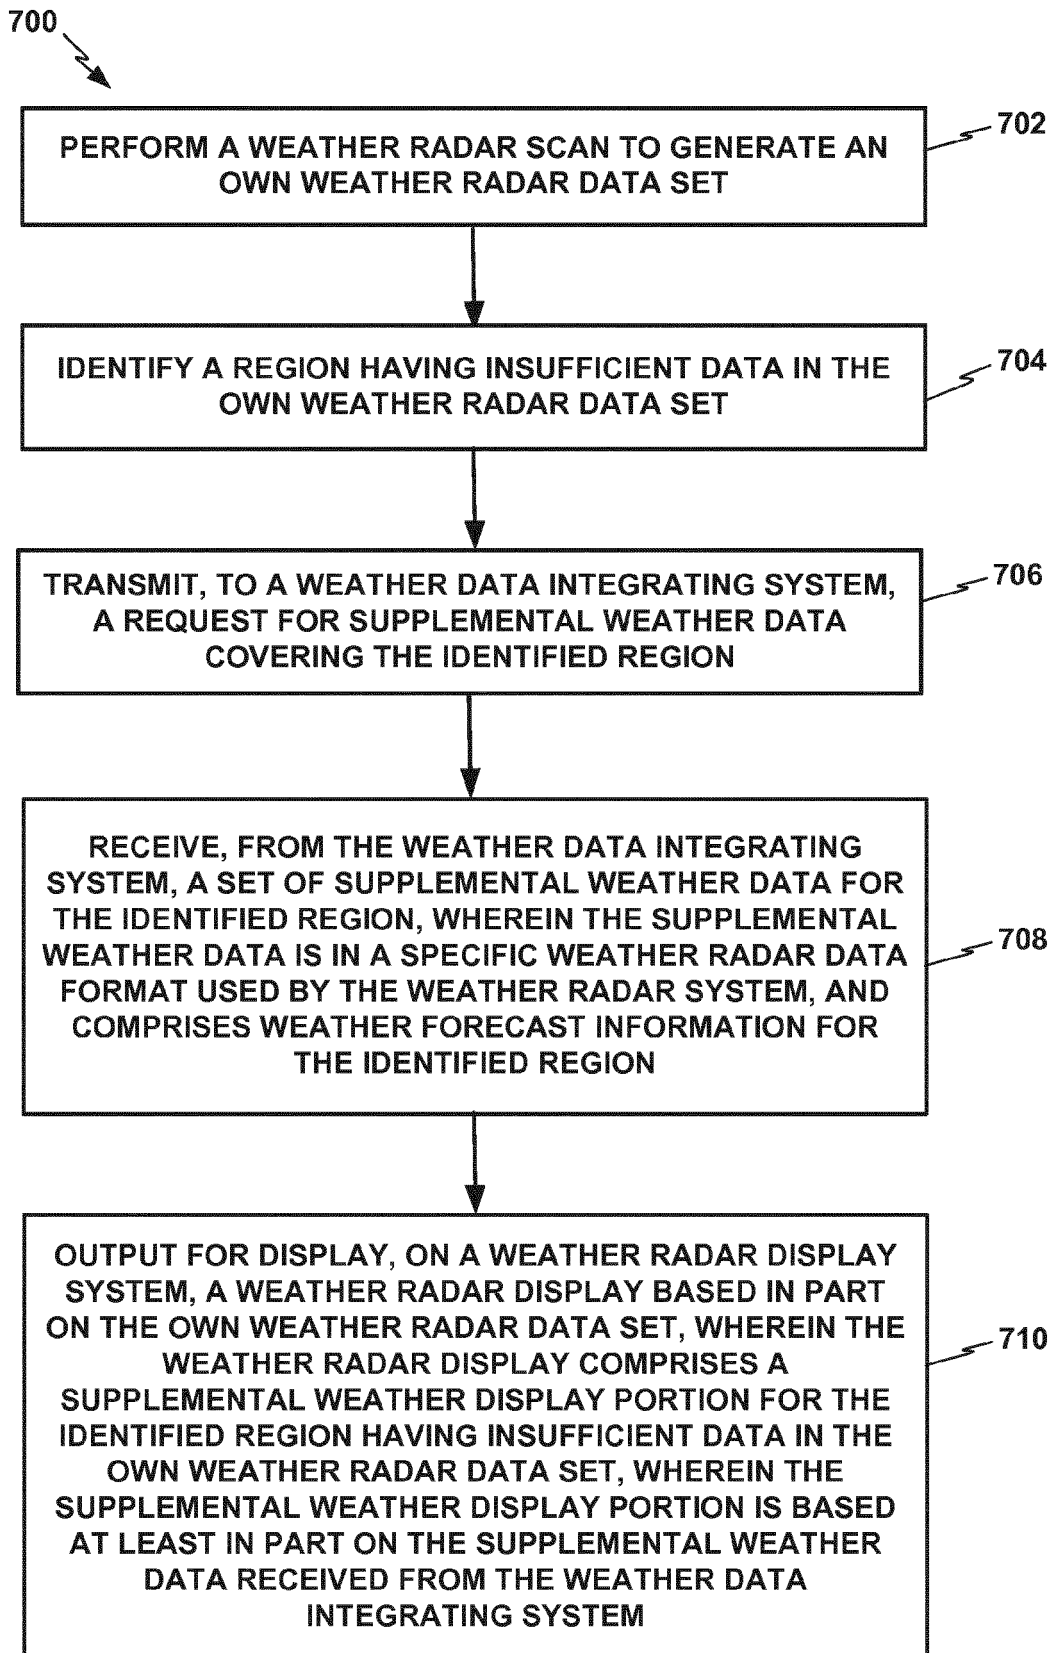 700
PERFORM A WEATHER RADAR SCAN TO GENERATE AN
OWN WEATHER RADAR DATA SET
702
IDENTIFY A REGION HAVING INSUFFICIENT DATA IN THE
OWN WEATHER RADAR DATA SET
704
TRANSMIT, TO A WEATHER DATA INTEGRATING SYSTEM,
A REQUEST FOR SUPPLEMENTAL WEATHER DATA
COVERING THE IDENTIFIED REGION
706
RECEIVE, FROM THE WEATHER DATA INTEGRATING
SYSTEM, A SET OF SUPPLEMENTAL WEATHER DATA FOR
THE IDENTIFIED REGION, WHEREIN THE SUPPLEMENTAL
WEATHER DATA IS IN A SPECIFIC WEATHER RADAR DATA
FORMAT USED BY THE WEATHER RADAR SYSTEM, AND
COMPRISES WEATHER FORECAST INFORMATION FOR
THE IDENTIFIED REGION
708
OUTPUT FOR DISPLAY, ON A WEATHER RADAR DISPLAY
SYSTEM, A WEATHER RADAR DISPLAY BASED IN PART
ON THE OWN WEATHER RADAR DATA SET, WHEREIN THE
WEATHER RADAR DISPLAY COMPRISES A
SUPPLEMENTAL WEATHER DISPLAY PORTION FOR THE
IDENTIFIED REGION HAVING INSUFFICIENT DATA IN THE
OWN WEATHER RADAR DATA SET, WHEREIN THE
SUPPLEMENTAL WEATHER DISPLAY PORTION IS BASED
AT LEAST IN PART ON THE SUPPLEMENTAL WEATHER
DATA RECEIVED FROM THE WEATHER DATA
INTEGRATING SYSTEM
710